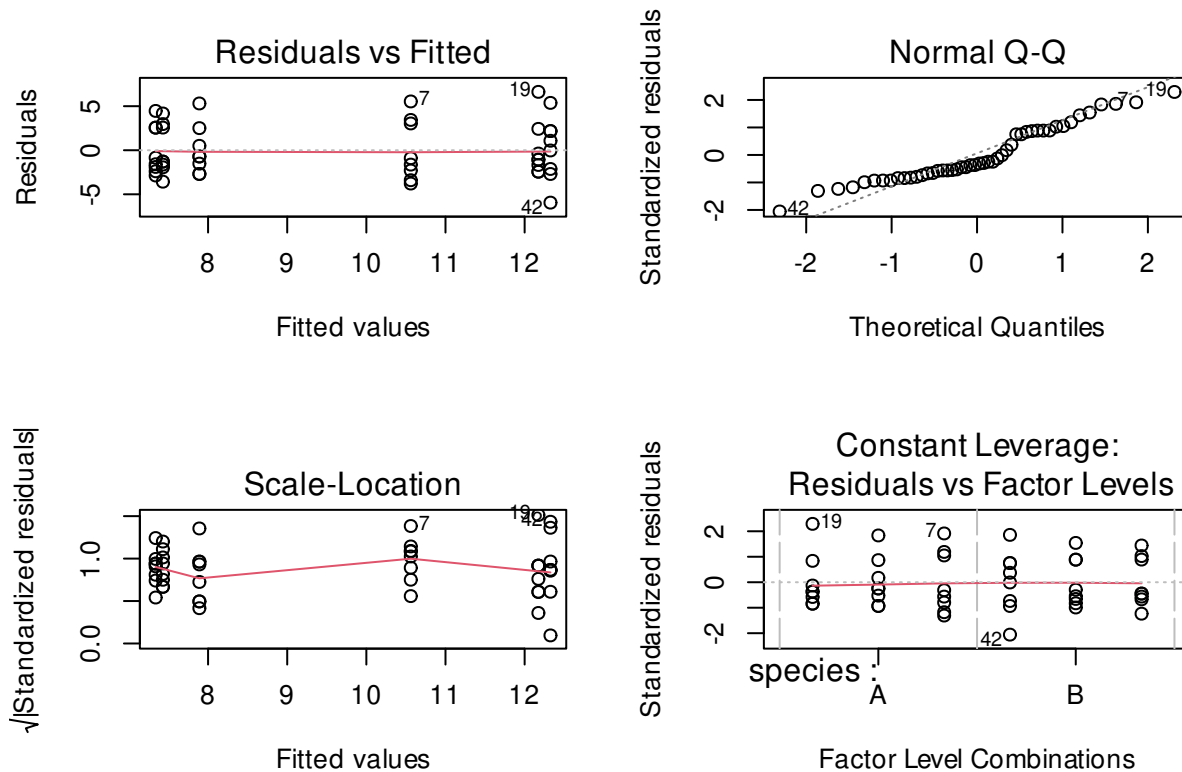 Residuals vs Fitted
Residuals
5
0
-5
7
19
42
8 9 10 11 12
Fitted values
Normal Q-Q
Standardized residuals
2
0
-2
42
7
19
-2 -1 0 1 2
Theoretical Quantiles
Scale-Location
√|Standardized residuals|
1.0
0.0
7
19
42
8 9 10 11 12
Fitted values
Constant Leverage:
Residuals vs Factor Levels
Standardized residuals
2
0
-2
19
7
42
species :
A B
Factor Level Combinations